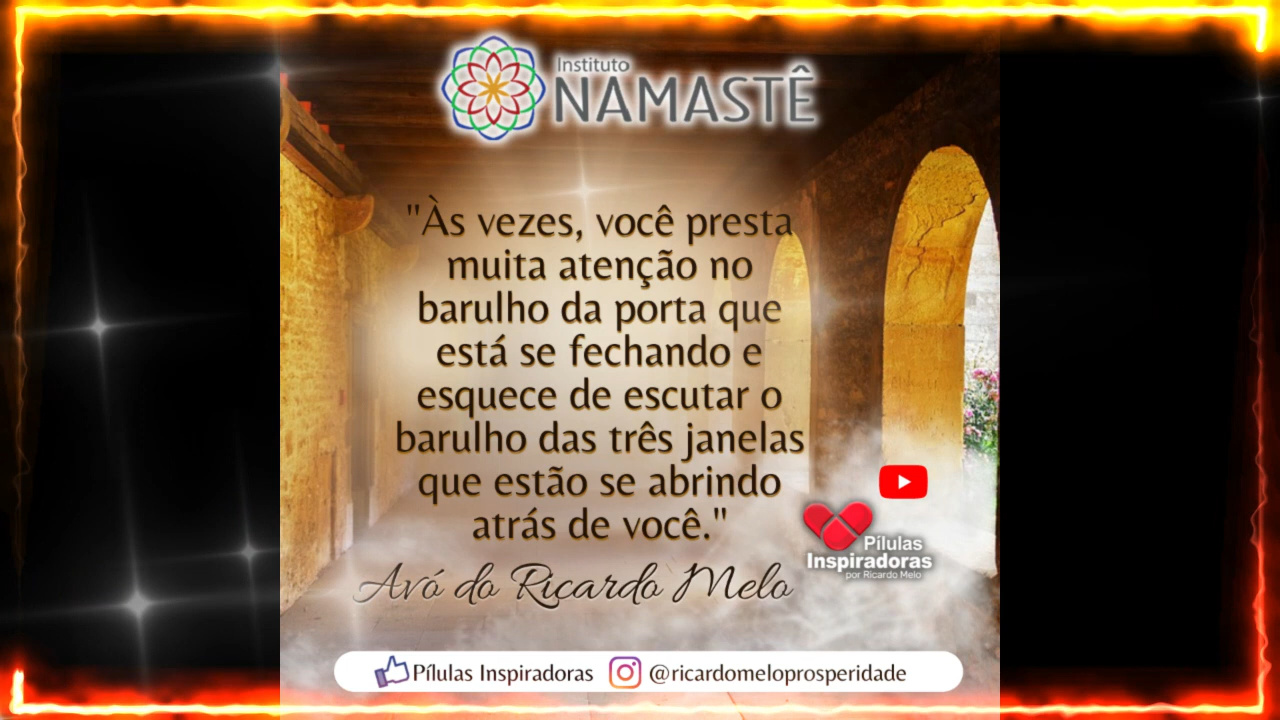 Instituto
NAMASTÊ
"Às vezes, você presta
muita atenção no
barulho da porta que
está se fechando e
esquece de escutar o
barulho das três janelas
que estão se abrindo
atrás de você."
Avó do Ricardo Melo
Pílulas
Inspiradoras
por Ricardo Melo
Pílulas Inspiradoras @ricardomeloprosperidade